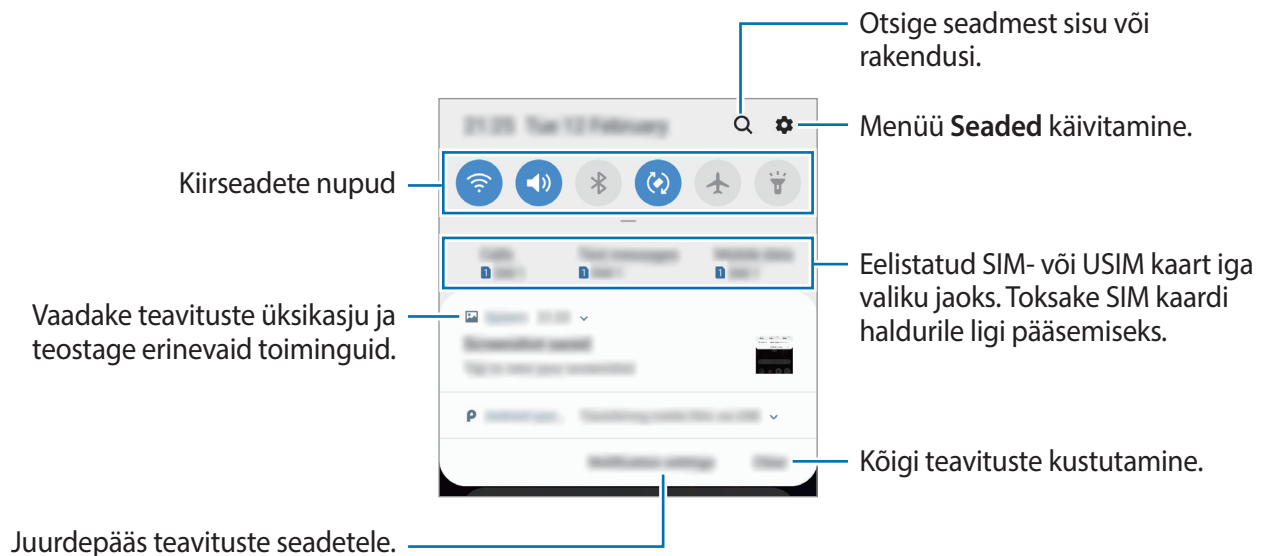 Otsige seadmest sisu või
rakendusi.
Menüü Seaded käivitamine.
Kiirseadete nupud
Eelistatud SIM- või USIM kaart iga
valiku jaoks. Toksake SIM kaardi
haldurile ligi pääsemiseks.
Vaadake teavituste üksikasju ja
teostage erinevaid toiminguid.
Kõigi teavituste kustutamine.
Juurdepääs teavituste seadetele.